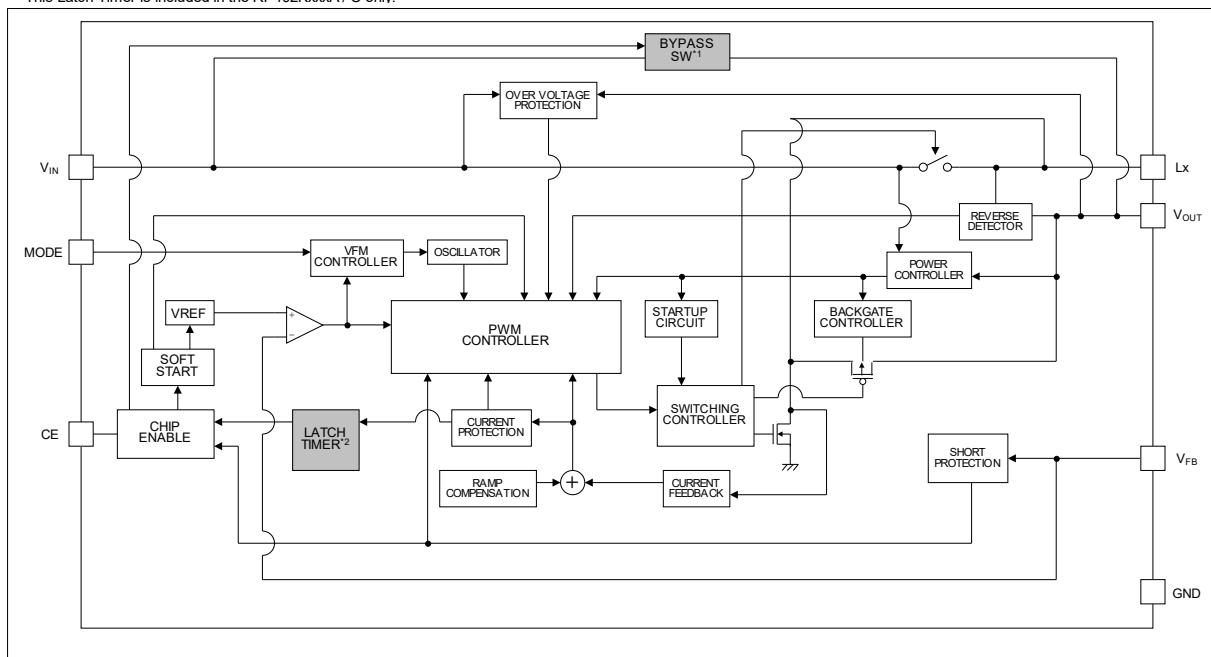 BYPASS
SW*1
OVER VOLTAGE
PROTECTION
VIN
Lx
REVERSE
DETECTOR
VOUT
MODE
VFM
CONTROLLER
OSCILLATOR
POWER
CONTROLLER
VREF
+
−
PWM
CONTROLLER
STARTUP
CIRCUIT
BACKGATE
CONTROLLER
SOFT
START
CE
CHIP
ENABLE
LATCH
TIMER*2
CURRENT
PROTECTION
SWITCHING
CONTROLLER
SHORT
PROTECTION
VFB
RAMP
COMPENSATION
+
CURRENT
FEEDBACK
GND